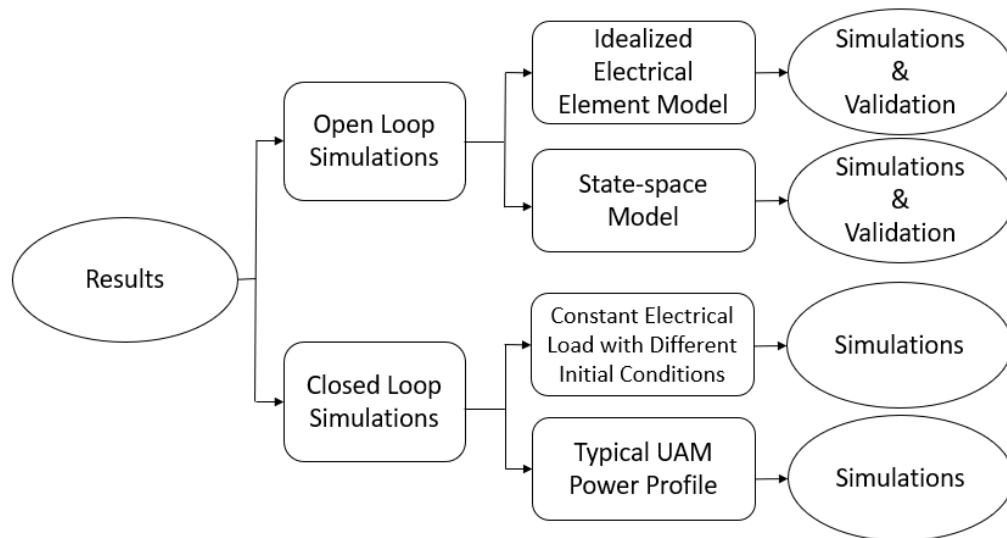 Results
Open Loop
Simulations
Idealized
Electrical
Element Model
Simulations
&
Validation
State-space
Model
Simulations
&
Validation
Closed Loop
Simulations
Constant Electrical
Load with Different
Initial Conditions
Simulations
Typical UAM
Power Profile
Simulations